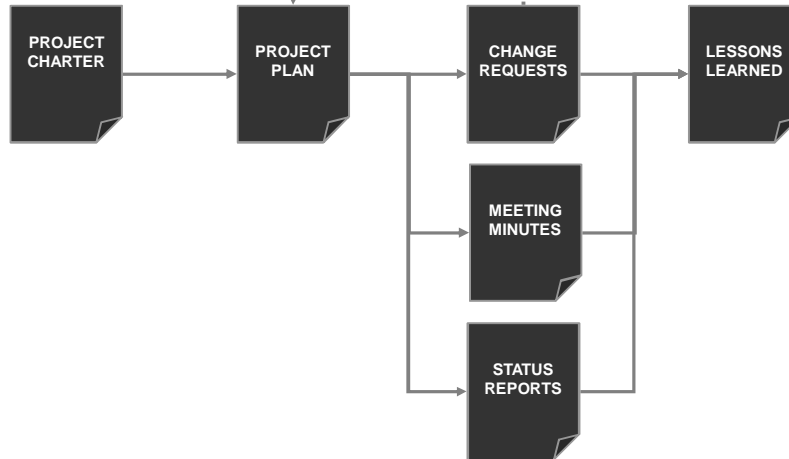 PROJECT
CHARTER
PROJECT
PLAN
CHANGE
REQUESTS
LESSONS
LEARNED
MEETING
MINUTES
STATUS
REPORTS